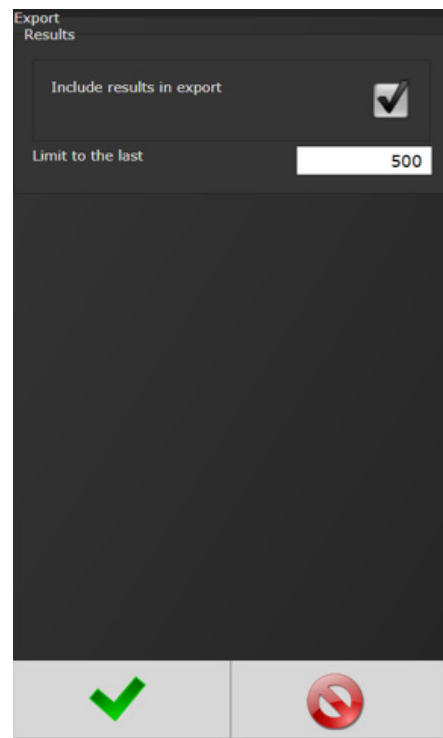 Export
Results
Include results in export
Limit to the last
500